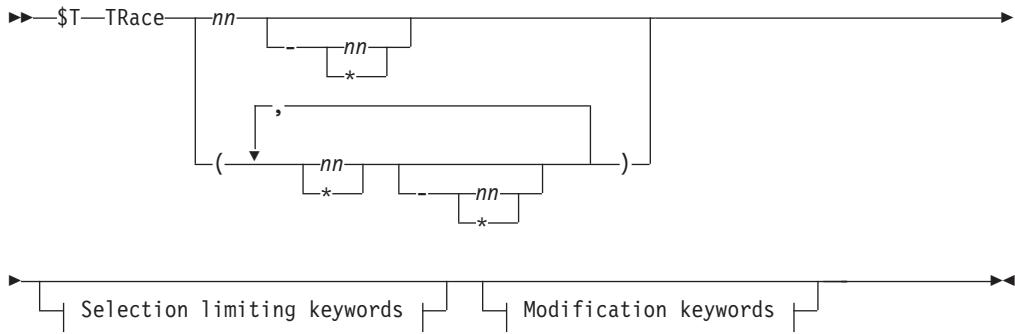 $T TRace nn
- nn
*
,
( nn - nn )
* *
Selection limiting keywords Modification keywords